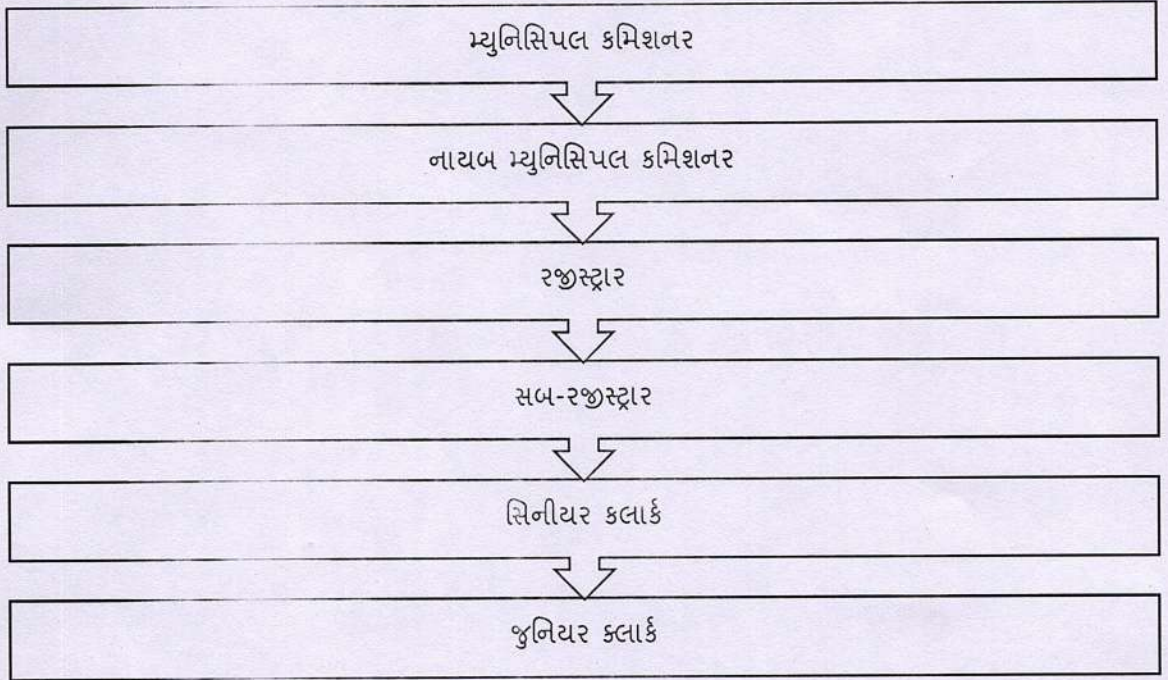 મ્યુનિસિપલ કમિશનર
નાયબ મ્યુનિસિપલ કમિશનર
રજીસ્ટ્રાર
સબ-રજીસ્ટ્રાર
સિનીયર કલાર્ક
જુનિયર ક્લાર્ક